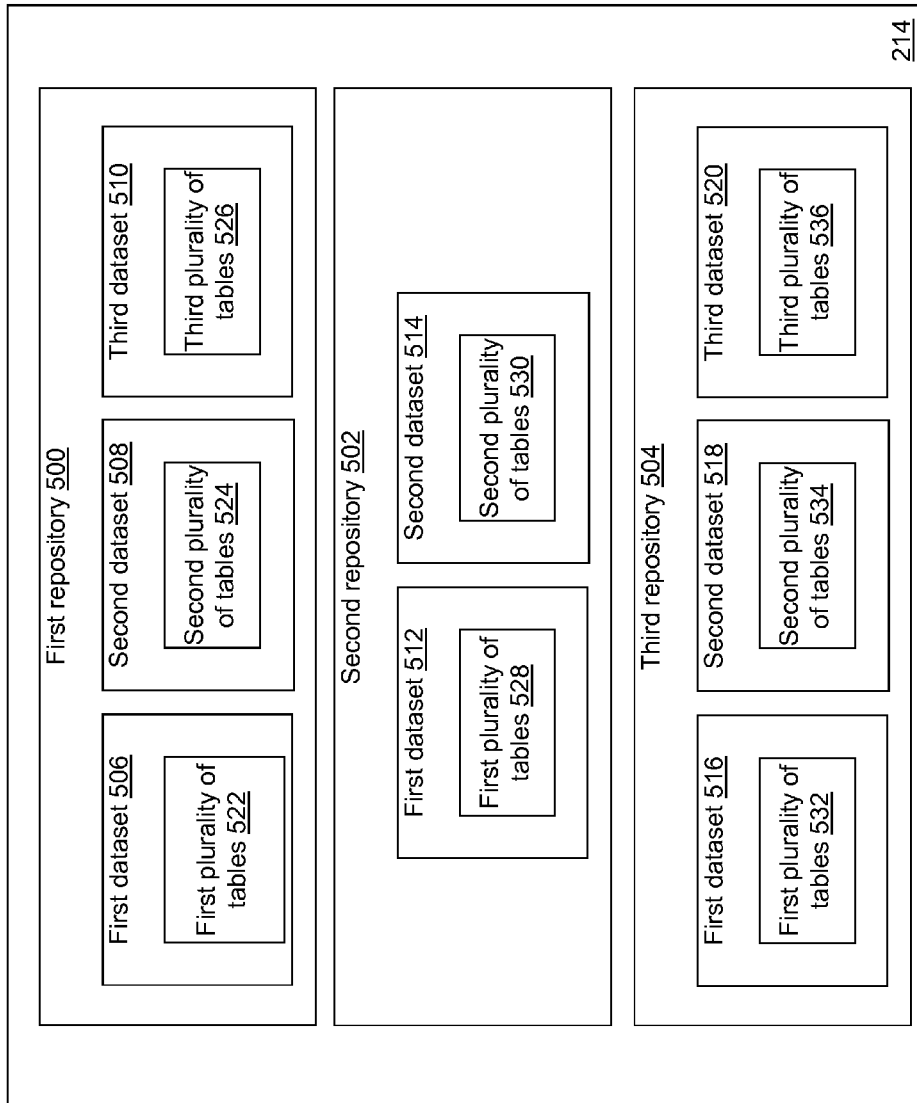 First repository 500
First dataset 506
First plurality of
tables 522
Second dataset 508
Second plurality
of tables 524
Third dataset 510
Third plurality of
tables 526
Second repository 502
First dataset 512
First plurality of
tables 528
Second dataset 514
Second plurality
of tables 530
Third repository 504
First dataset 516
First plurality of
tables 532
Second dataset 518
Second plurality
of tables 534
Third dataset 520
Third plurality of
tables 536
214